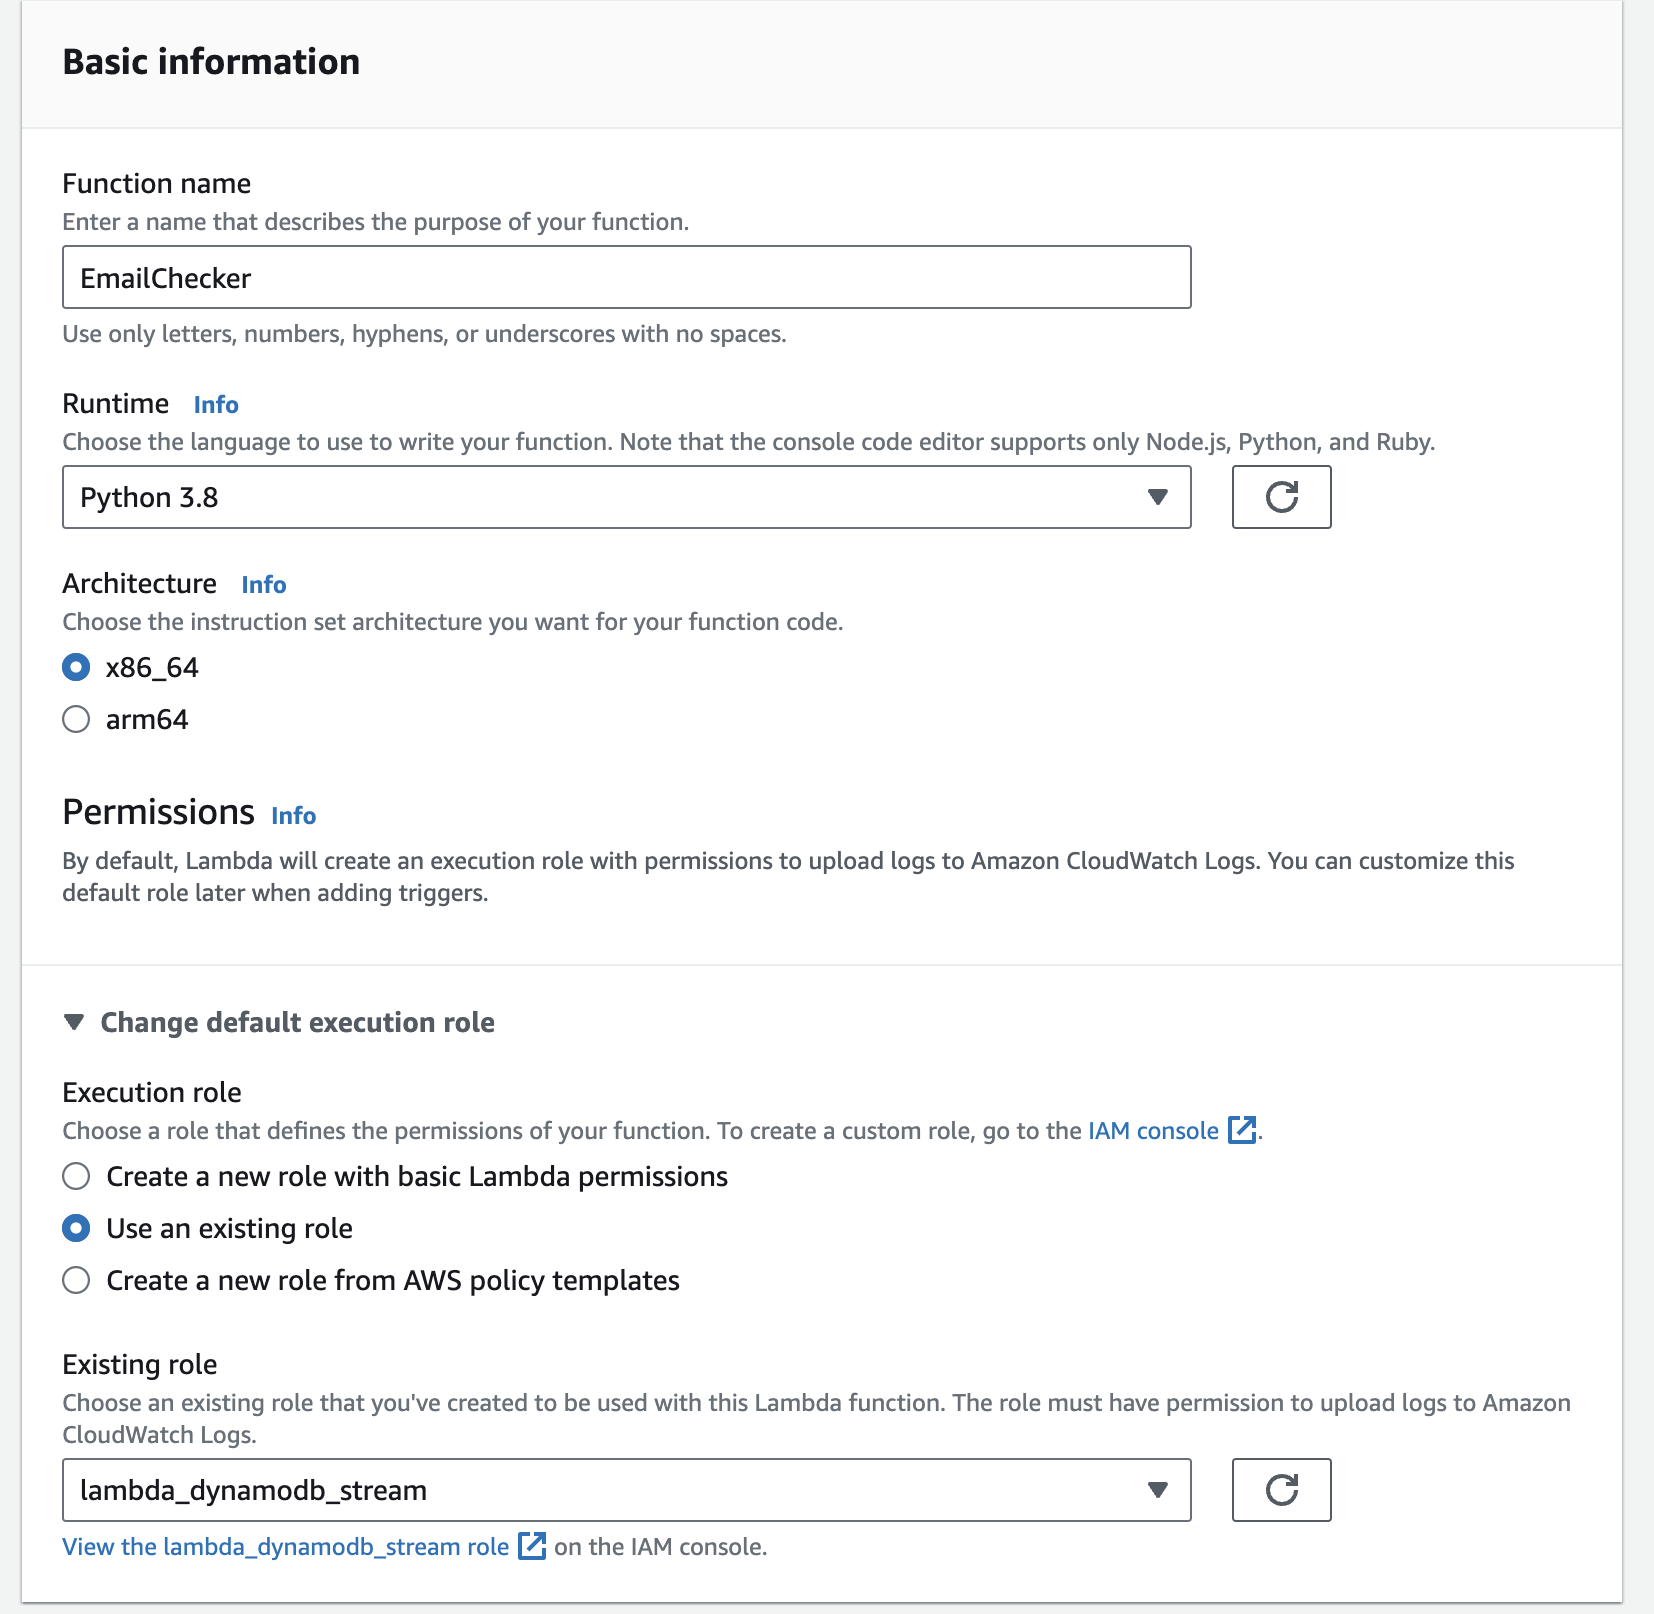 Basic information
Function name
Enter a name that describes the purpose of your function.
EmailChecker
Use only letters, numbers, hyphens, or underscores with no spaces.
Runtime Info
Choose the language to use to write your function. Note that the console code editor supports only Node.js, Python, and Ruby.
Python 3.8
Architecture Info
Choose the instruction set architecture you want for your function code.
x86_64
arm64
Permissions Info
By default, Lambda will create an execution role with permissions to upload logs to Amazon CloudWatch Logs. You can customize this
default role later when adding triggers.
Change default execution role
Execution role
Choose a role that defines the permissions of your function. To create a custom role, go to the IAM console.
Create a new role with basic Lambda permissions
Use an existing role
Create a new role from AWS policy templates
Existing role
Choose an existing role that you've created to be used with this Lambda function. The role must have permission to upload logs to Amazon
CloudWatch Logs.
lambda_dynamodb_stream
View the lambda_dynamodb_stream role on the IAM console.